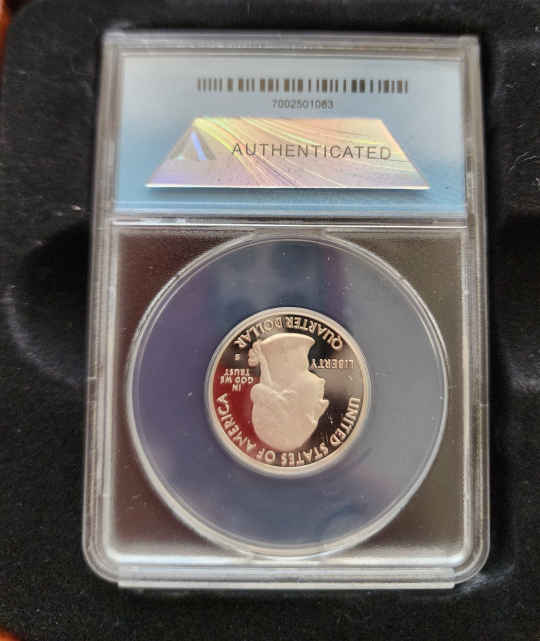 7002501083
AUTHENTICATED
UNITED STATES OF AMERICA
LIBERTY
IN
GOD WE
TRUST
S
QUARTER DOLLAR